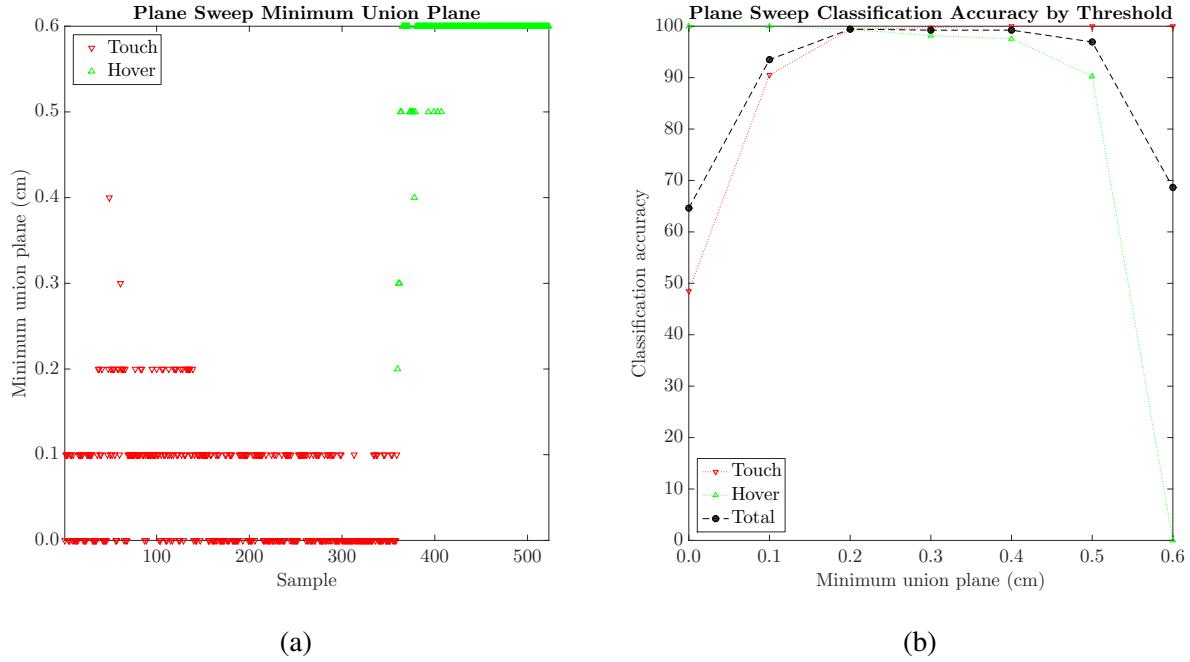 Plane Sweep Minimum Union Plane
0.6
0.5
0.4
0.3
0.2
0.1
0.0
Minimum union plane (cm)
Touch
Hover
100
200
300
400
500
Sample
(a)
Plane Sweep Classification Accuracy by Threshold
100
90
80
70
60
50
40
30
20
10
0
Classification accuracy
Touch
Hover
Total
0.0
0.1
0.2
0.3
0.4
0.5
0.6
Minimum union plane (cm)
(b)